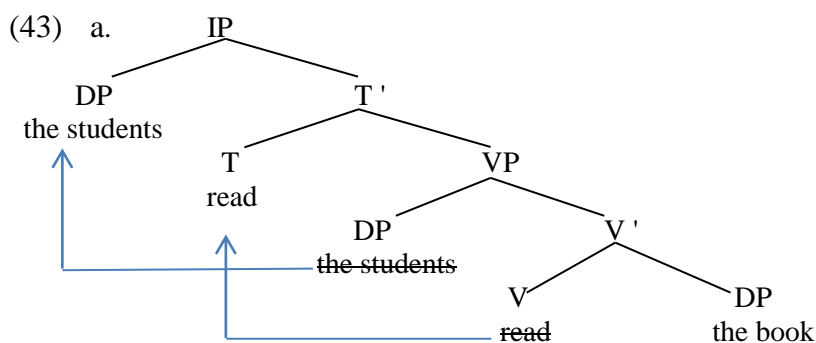 (43) a. IP
DP T '
the students
T VP
read
DP V '
the students
V DP
read the book